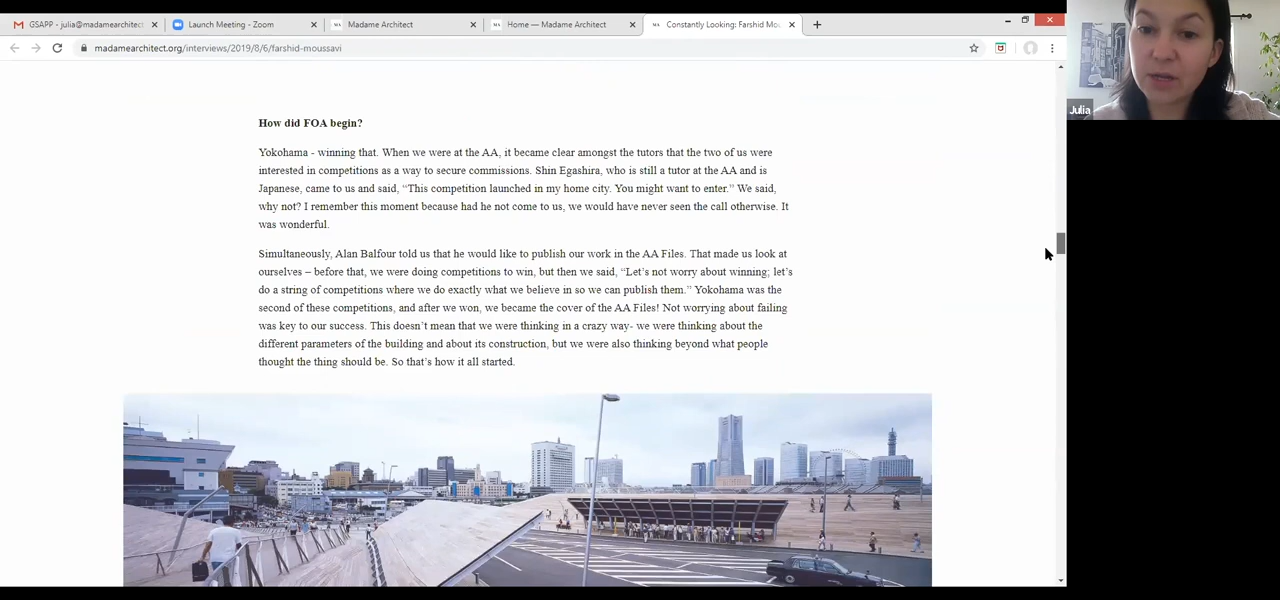 GSAPP - julia@madamearchitect
Launch Meeting - Zoom
Madame Architect
Home — Madame Architect
Constantly Looking: Farshid Mou
madamearchitect.org/interviews/2019/8/6/farshid-moussavi
Julia
How did FOA begin?
Yokohama - winning that. When we were at the AA, it became clear amongst the tutors that the two of us were
interested in competitions as a way to secure commissions. Shin Egashira, who is still a tutor at the AA and is
Japanese, came to us and said, “This competition launched in my home city. You might want to enter.” We said,
why not? I remember this moment because had he not come to us, we would have never seen the call otherwise. It
was wonderful.
Simultaneously, Alan Balfour told us that he would like to publish our work in the AA Files. That made us look at
ourselves – before that, we were doing competitions to win, but then we said, “Let’s not worry about winning; let’s
do a string of competitions where we do exactly what we believe in so we can publish them.” Yokohama was the
second of these competitions, and after we won, we became the cover of the AA Files! Not worrying about failing
was key to our success. This doesn’t mean that we were thinking in a crazy way- we were thinking about the
different parameters of the building and about its construction, but we were also thinking beyond what people
thought the thing should be. So that’s how it all started.